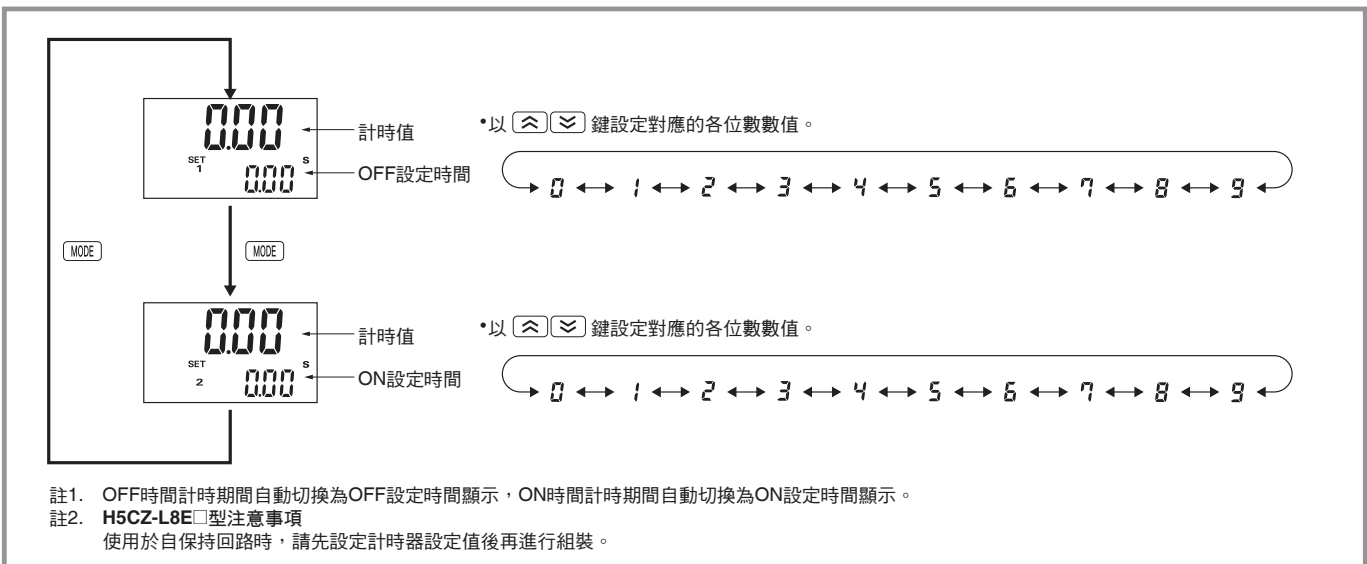 0.00
計時值
SET
1
S
0.00
OFF設定時間
•以 鍵設定對應的各位數數值。
0 ↔ 1 ↔ 2 ↔ 3 ↔ 4 ↔ 5 ↔ 6 ↔ 7 ↔ 8 ↔ 9
MODE
MODE
0.00
計時值
SET
2
S
0.00
ON設定時間
•以 鍵設定對應的各位數數值。
0 ↔ 1 ↔ 2 ↔ 3 ↔ 4 ↔ 5 ↔ 6 ↔ 7 ↔ 8 ↔ 9
註1. OFF時間計時期間自動切換為OFF設定時間顯示，ON時間計時期間自動切換為ON設定時間顯示。
註2. H5CZ-L8E□型注意事項
使用於自保持回路時，請先設定計時器設定值後再進行組裝。